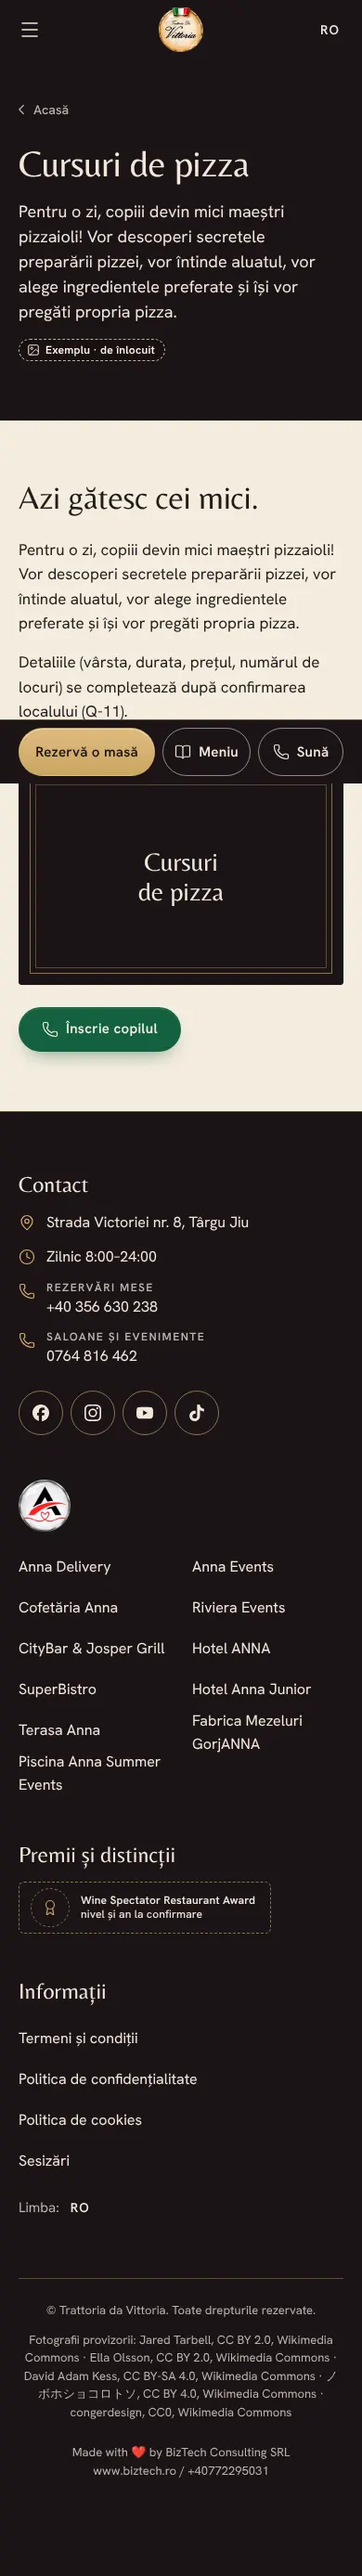 Trattoria Da
Vittoria
RO
Acasă
Cursuri de pizza
Pentru o zi, copiii devin mici maeștri
pizzaioli! Vor descoperi secretele
preparării pizzei, vor întinde aluatul, vor
alege ingredientele preferate și își vor
pregăti propria pizza.
Exemplu · de înlocuit
Azi gătesc cei mici.
Pentru o zi, copiii devin mici maeștri pizzaioli!
Vor descoperi secretele preparării pizzei, vor
întinde aluatul, vor alege ingredientele
preferate și își vor pregăti propria pizza.
Detaliile (vârsta, durata, prețul, numărul de
locuri) se completează după confirmarea
localului (Q-11).
Rezervă o masă
Meniu
Sună
Cursuri
de pizza
Înscrie copilul
Contact
Strada Victoriei nr. 8, Târgu Jiu
Zilnic 8:00–24:00
REZERVĂRI MESE
+40 356 630 238
SALOANE ȘI EVENIMENTE
0764 816 462
Anna Delivery
Anna Events
Cofetăria Anna
Riviera Events
CityBar & Josper Grill
Hotel ANNA
SuperBistro
Hotel Anna Junior
Terasa Anna
Fabrica Mezeluri
GorjANNA
Piscina Anna Summer
Events
Premii și distincții
Wine Spectator Restaurant Award
nivel și an la confirmare
Informații
Termeni și condiții
Politica de confidențialitate
Politica de cookies
Sesizări
Limba: RO
© Trattoria da Vittoria. Toate drepturile rezervate.
Fotografii provizorii: Jared Tarbell, CC BY 2.0, Wikimedia
Commons · Ella Olsson, CC BY 2.0, Wikimedia Commons ·
David Adam Kess, CC BY-SA 4.0, Wikimedia Commons · ノ
ボホショコロトソ, CC BY 4.0, Wikimedia Commons ·
congerdesign, CC0, Wikimedia Commons
Made with ❤️ by BizTech Consulting SRL
www.biztech.ro / +40772295031